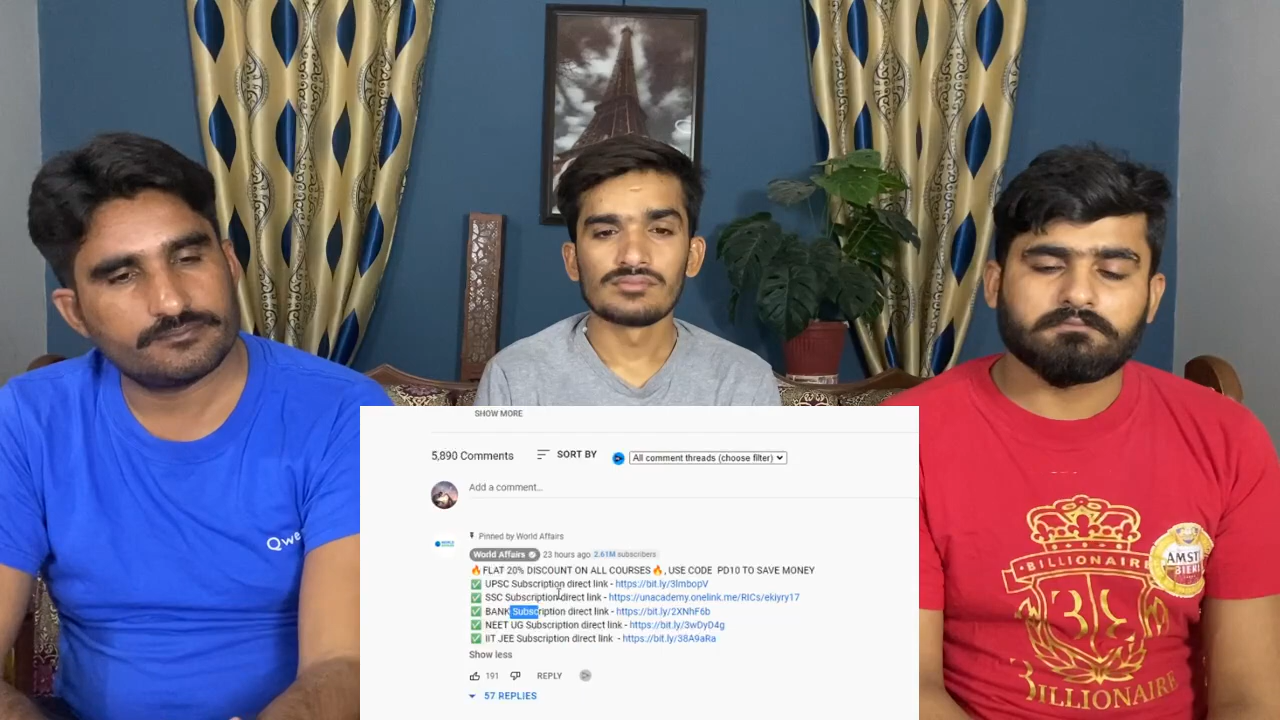 SHOW MORE
5,890 Comments SORT BY All comment threads (choose filter)
Add a comment...
Pinned by World Affairs
World Affairs 23 hours ago 2.61M subscribers
🔥FLAT 20% DISCOUNT ON ALL COURSES🔥, USE CODE PD10 TO SAVE MONEY
✅ UPSC Subscription direct link - https://bit.ly/3lmbopV
✅ SSC Subscription direct link - https://unacademy.onelink.me/RICs/ekiyry17
✅ BANK Subscription direct link - https://bit.ly/2XNhF6b
✅ NEET UG Subscription direct link - https://bit.ly/3wDyD4g
✅ IIT JEE Subscription direct link - https://bit.ly/38A9aRa
Show less
191 REPLY
57 REPLIES
Qwe
BILLIONAIRE
AMST
BIER
BILLIONAIRE